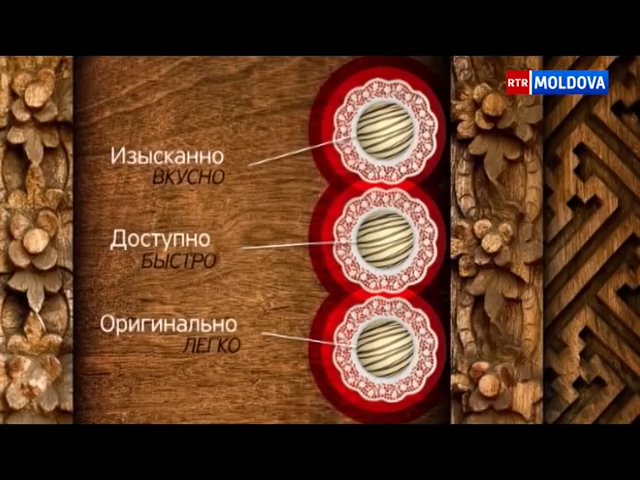 RTR MOLDOVA
Изысканно
ВКУСНО
Доступно
БЫСТРО
Оригинально
ЛЕГКО